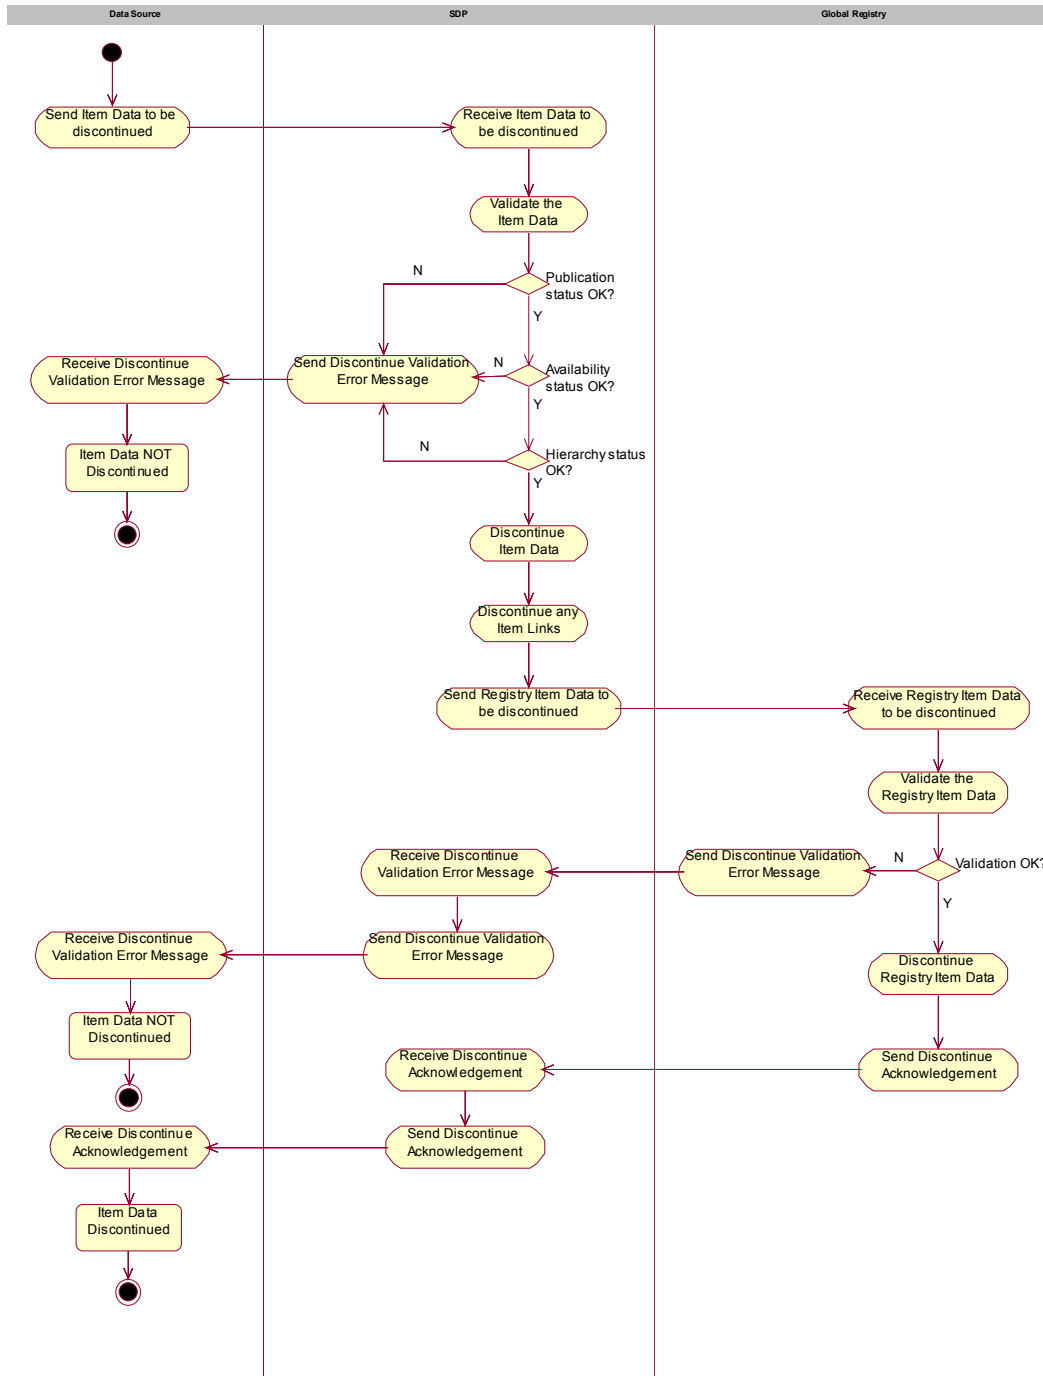 Data Source
SDP
Global Registry
Send Item Data to be
discontinued
Receive Item Data to
be discontinued
Validate the
Item Data
N
Publication
status OK?
Y
Receive Discontinue
Validation Error Message
Send Discontinue Validation
Error Message
N
Availability
status OK?
Y
Item Data NOT
Discontinued
N
Hierarchy status
OK?
Y
Discontinue
Item Data
Discontinue any
Item Links
Send Registry Item Data to
be discontinued
Receive Registry Item Data
to be discontinued
Validate the
Registry Item Data
Receive Discontinue
Validation Error Message
Send Discontinue Validation
Error Message
N
Validation OK?
Y
Receive Discontinue
Validation Error Message
Send Discontinue Validation
Error Message
Discontinue
Registry Item Data
Item Data NOT
Discontinued
Receive Discontinue
Acknowledgement
Send Discontinue
Acknowledgement
Receive Discontinue
Acknowledgement
Send Discontinue
Acknowledgement
Item Data
Discontinued